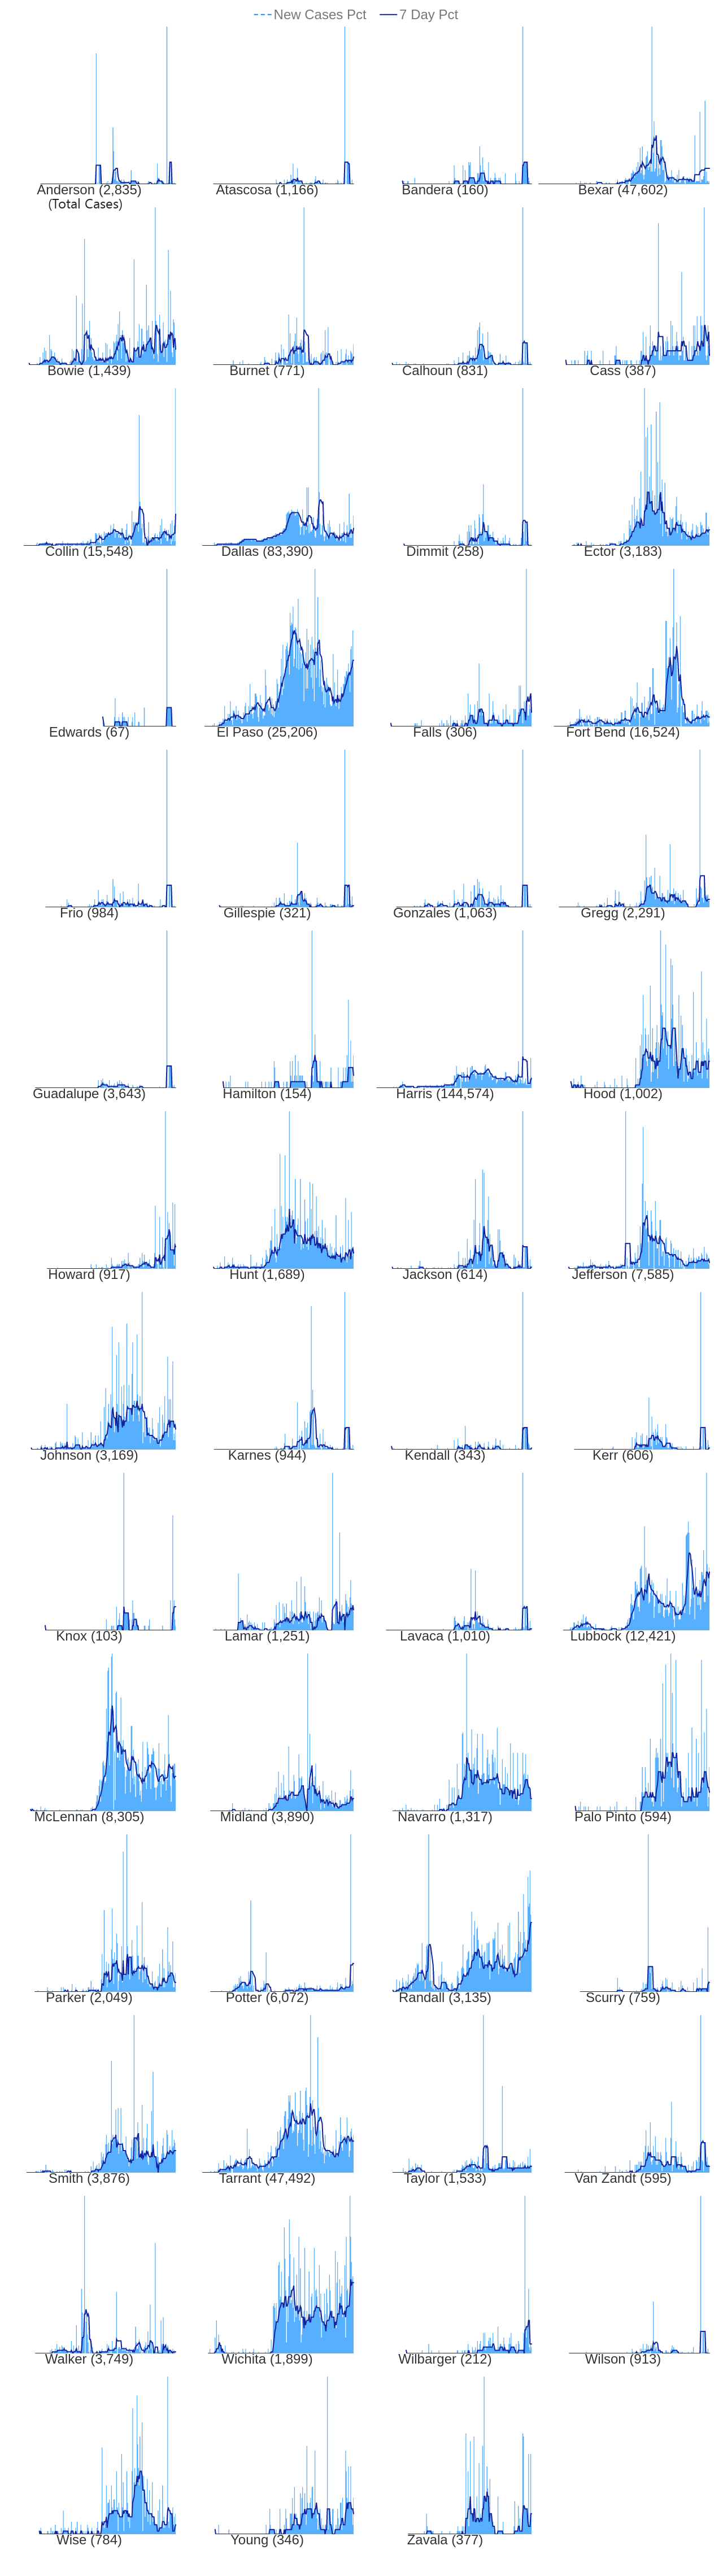 New Cases Pct 7 Day Pct
Anderson (2,835) Atascosa (1,166) Bandera (160) Bexar (47,602)
(Total Cases)
Bowie (1,439) Burnet (771) Calhoun (831) Cass (387)
Collin (15,548) Dallas (83,390) Dimmit (258) Ector (3,183)
Edwards (67) El Paso (25,206) Falls (306) Fort Bend (16,524)
Frio (984) Gillespie (321) Gonzales (1,063) Gregg (2,291)
Guadalupe (3,643) Hamilton (154) Harris (144,574) Hood (1,002)
Howard (917) Hunt (1,689) Jackson (614) Jefferson (7,585)
Johnson (3,169) Karnes (944) Kendall (343) Kerr (606)
Knox (103) Lamar (1,251) Lavaca (1,010) Lubbock (12,421)
McLennan (8,305) Midland (3,890) Navarro (1,317) Palo Pinto (594)
Parker (2,049) Potter (6,072) Randall (3,135) Scurry (759)
Smith (3,876) Tarrant (47,492) Taylor (1,533) Van Zandt (595)
Walker (3,749) Wichita (1,899) Wilbarger (212) Wilson (913)
Wise (784) Young (346) Zavala (377)